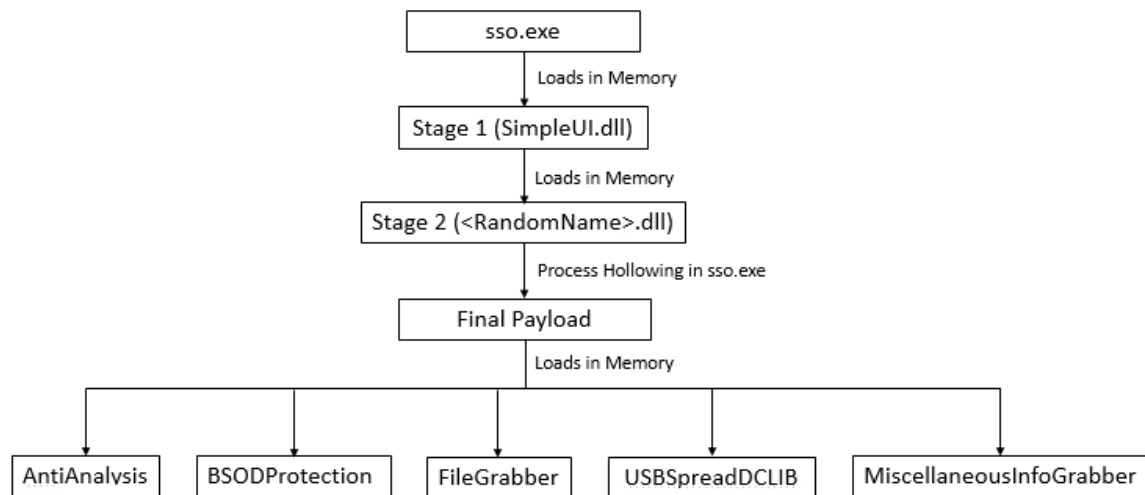 sso.exe
Loads in Memory
Stage 1 (SimpleUI.dll)
Loads in Memory
Stage 2 (<RandomName>.dll)
Process Hollowing in sso.exe
Final Payload
Loads in Memory
AntiAnalysis
BSODProtection
FileGrabber
USBSpreadDCLIB
MiscellaneousInfoGrabber